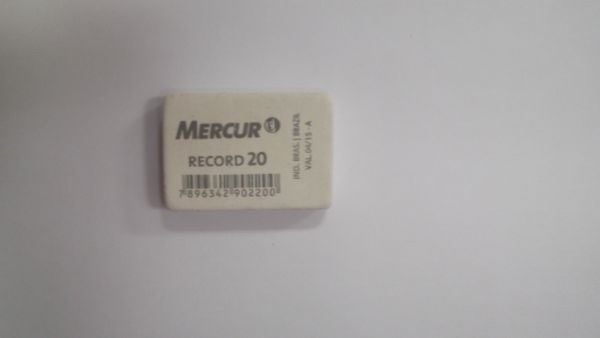 MERCUR
RECORD 20
7896342902200
IND. BRAS. | BRAZIL
VAL.04/15 - A